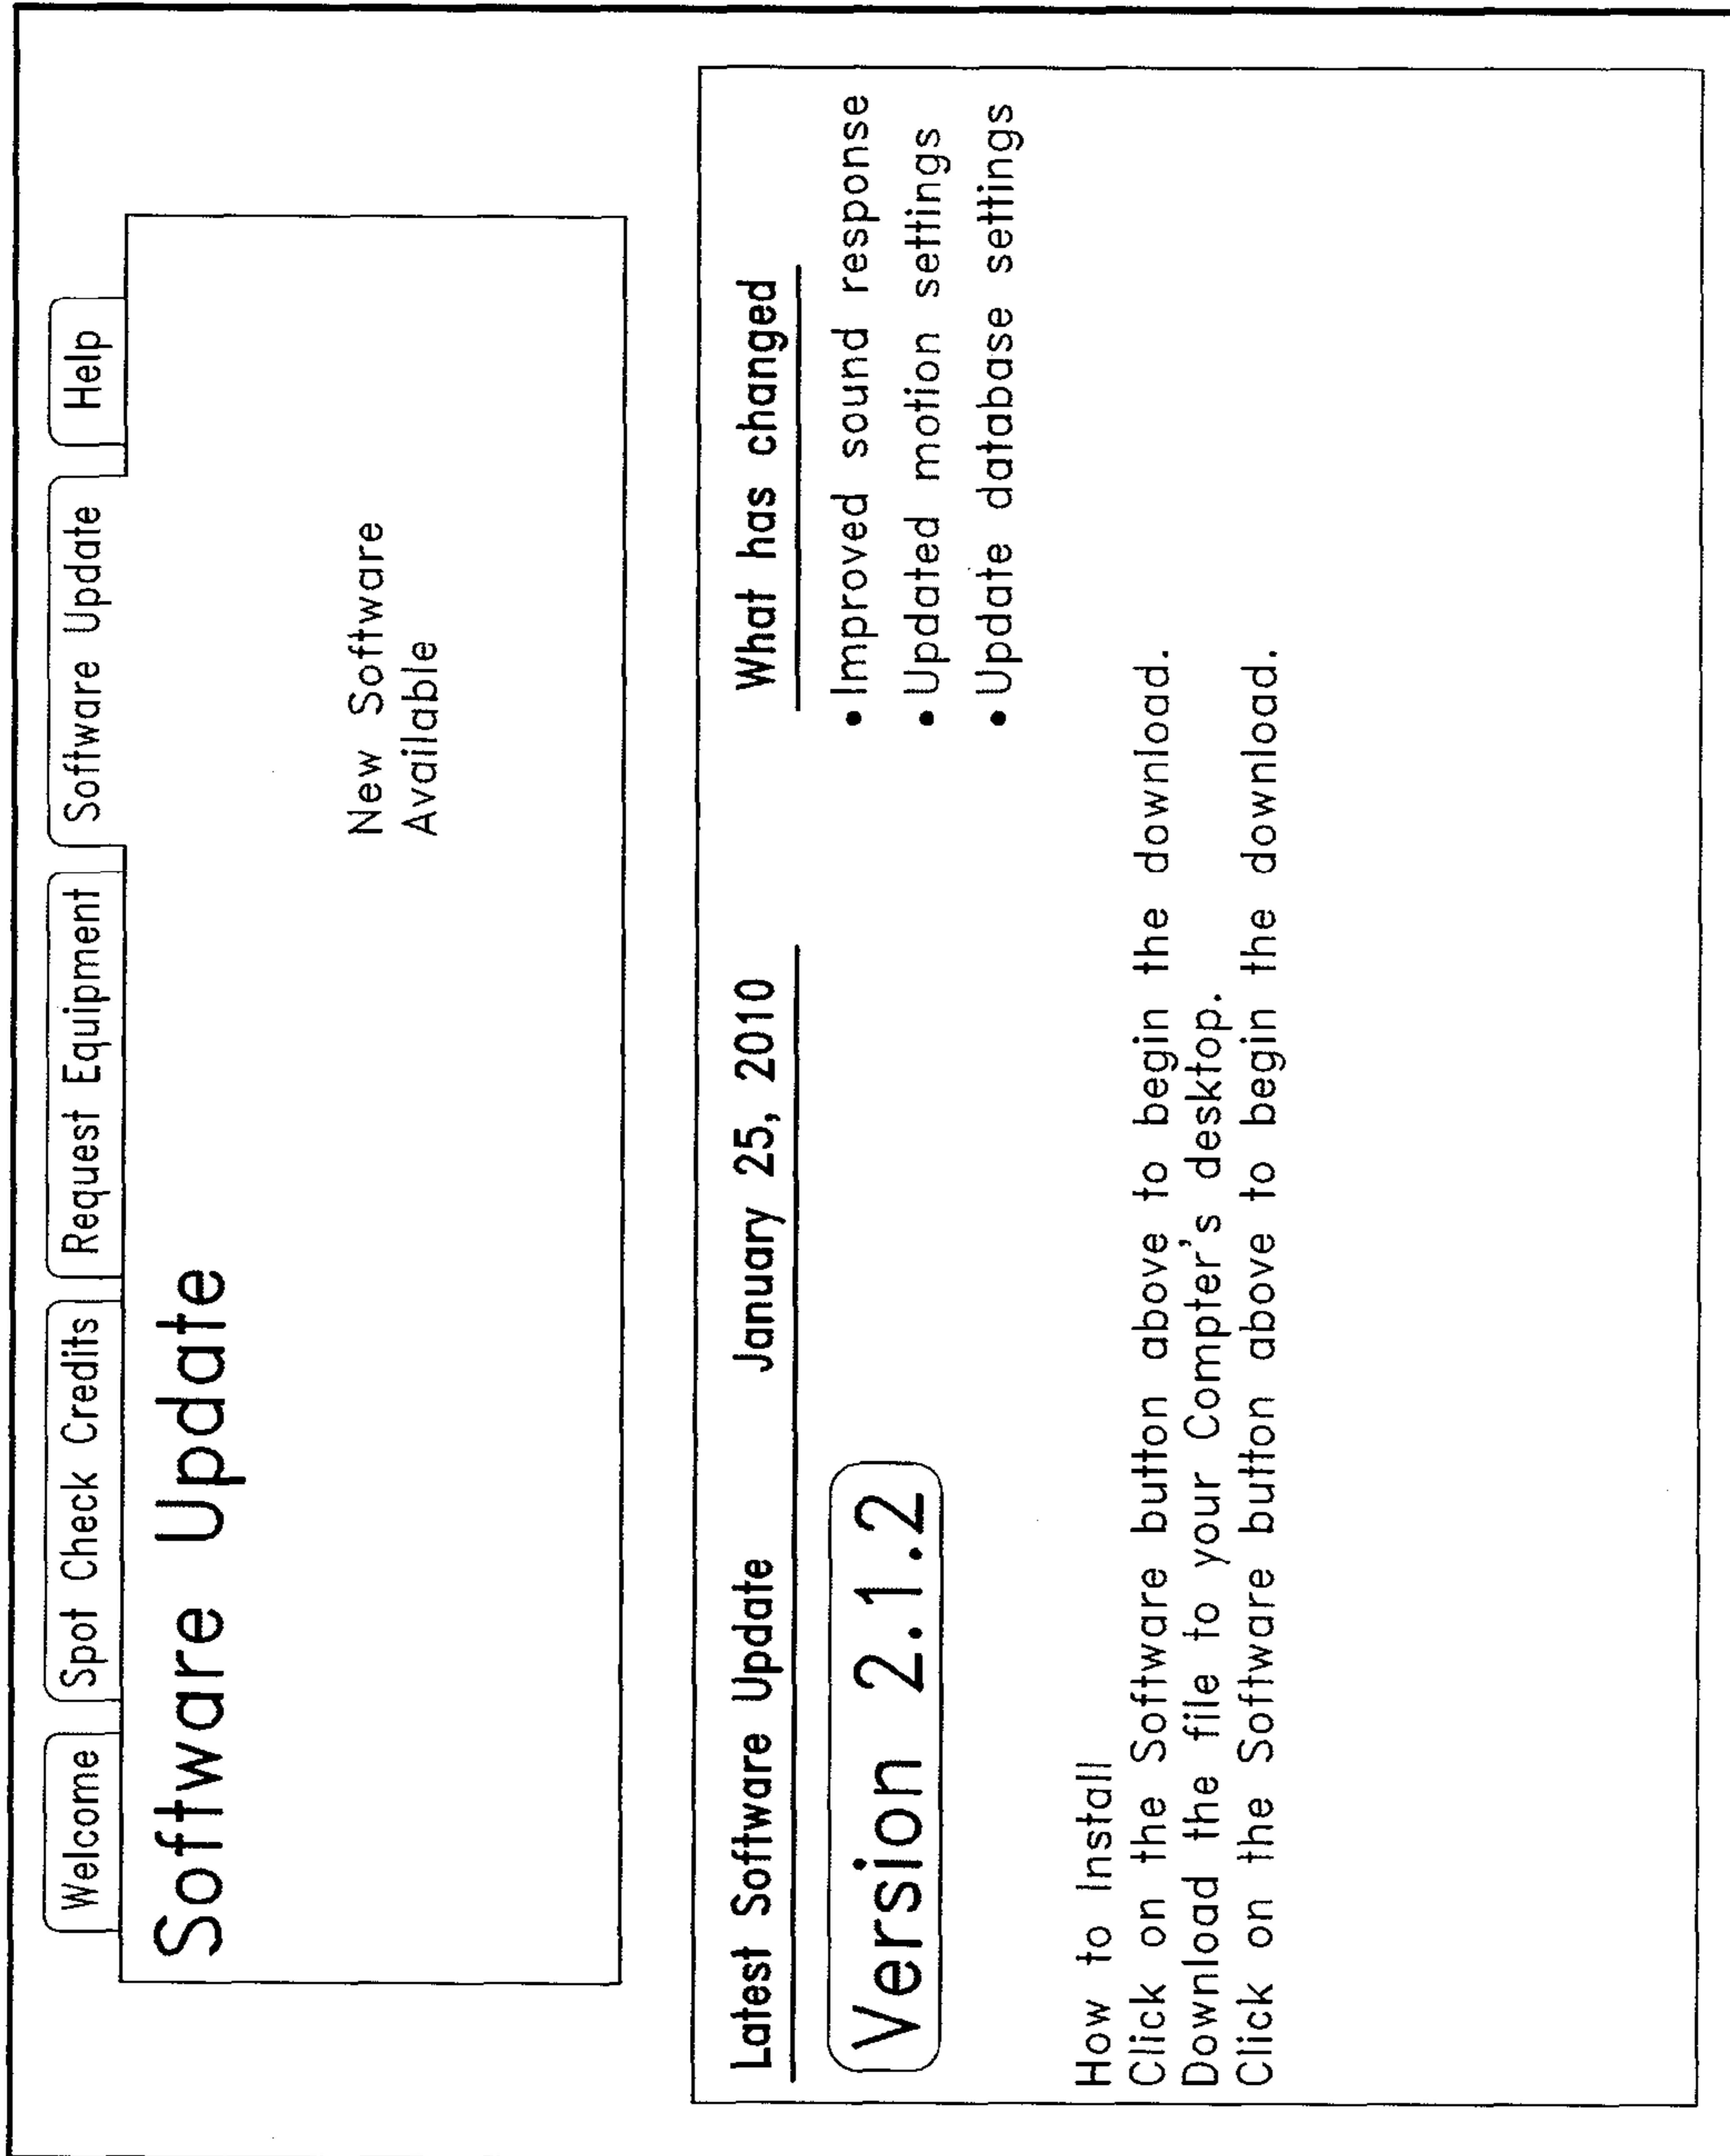 Welcome
Spot Check Credits
Request Equipment
Software Update
Help
Software Update
New Software
Available
Latest Software Update January 25, 2010 What has changed
Version 2.1.2
• Improved sound response
• Updated motion settings
• Update database settings
How to Install
Click on the Software button above to begin the download.
Download the file to your Compter's desktop.
Click on the Software button above to begin the download.